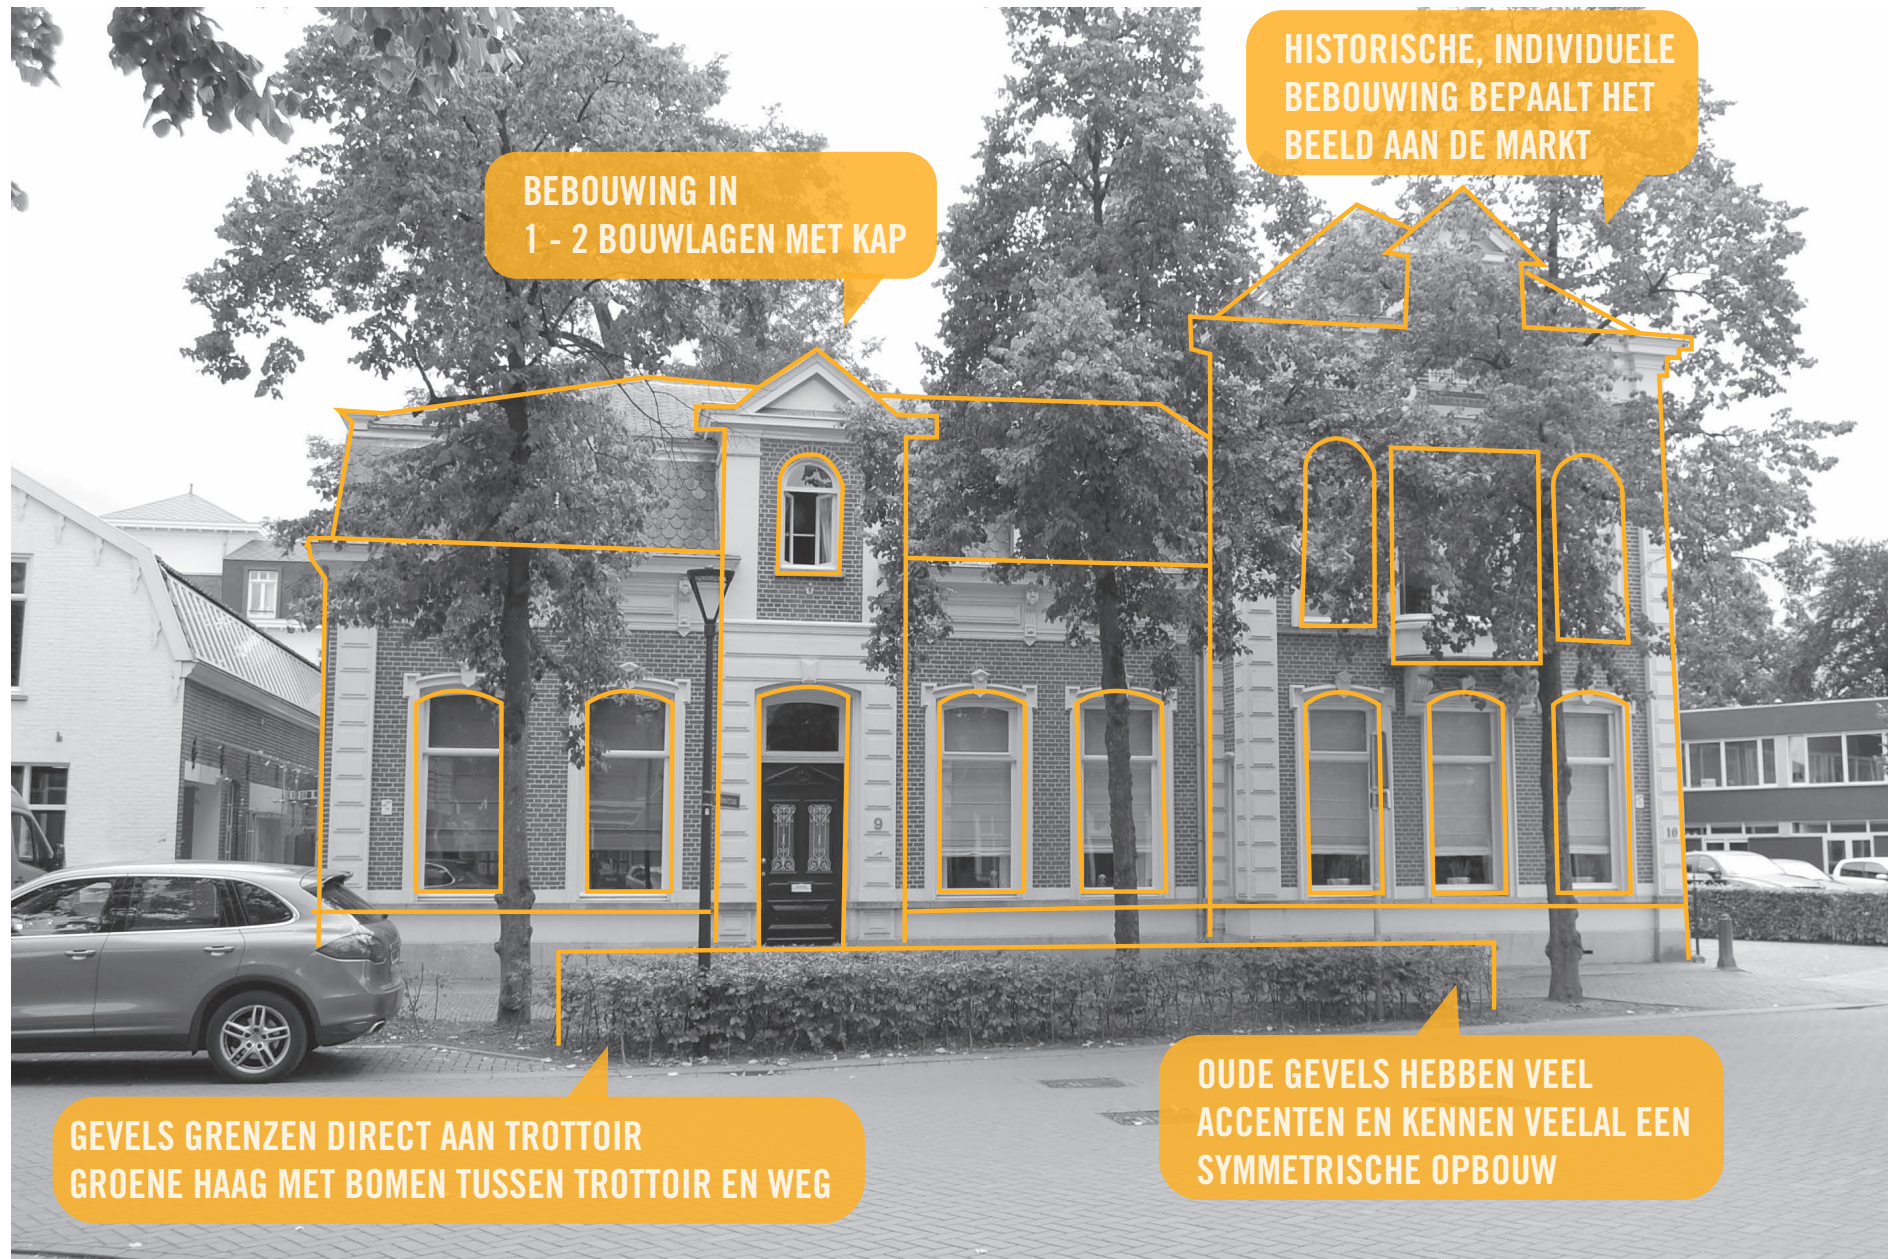 HISTORISCHE, INDIVIDUELE
BEBOUWING BEPAALT HET
BEELD AAN DE MARKT
BEBOUWING IN
1 - 2 BOUWLAGEN MET KAP
9
10
GEVELS GRENZEN DIRECT AAN TROTTOIR
GROENE HAAG MET BOMEN TUSSEN TROTTOIR EN WEG
OUDE GEVELS HEBBEN VEEL
ACCENTEN EN KENNEN VEELAL EEN
SYMMETRISCHE OPBOUW